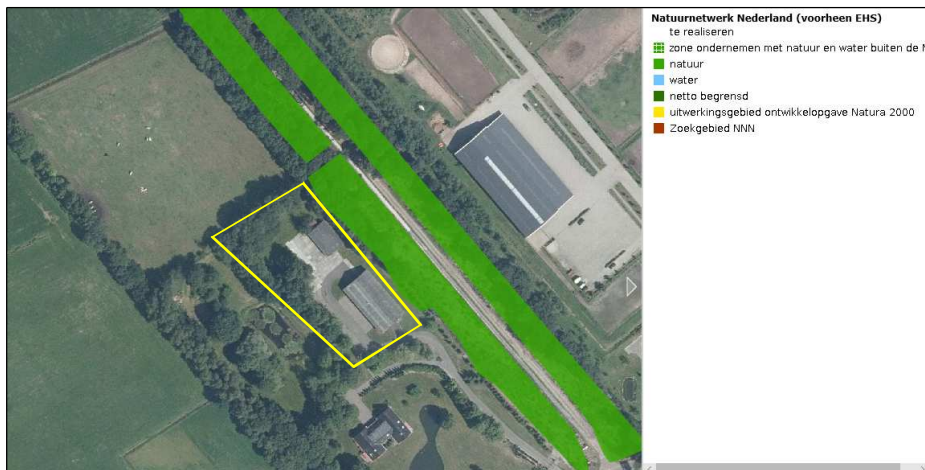 Natuurnetwerk Nederland (voorheen EHS)
te realiseren
zone ondernemen met natuur en water buiten de
natuur
water
netto begrensd
uitwerkingsgebied ontwikkelopgave Natura 2000
Zoekgebied NNN